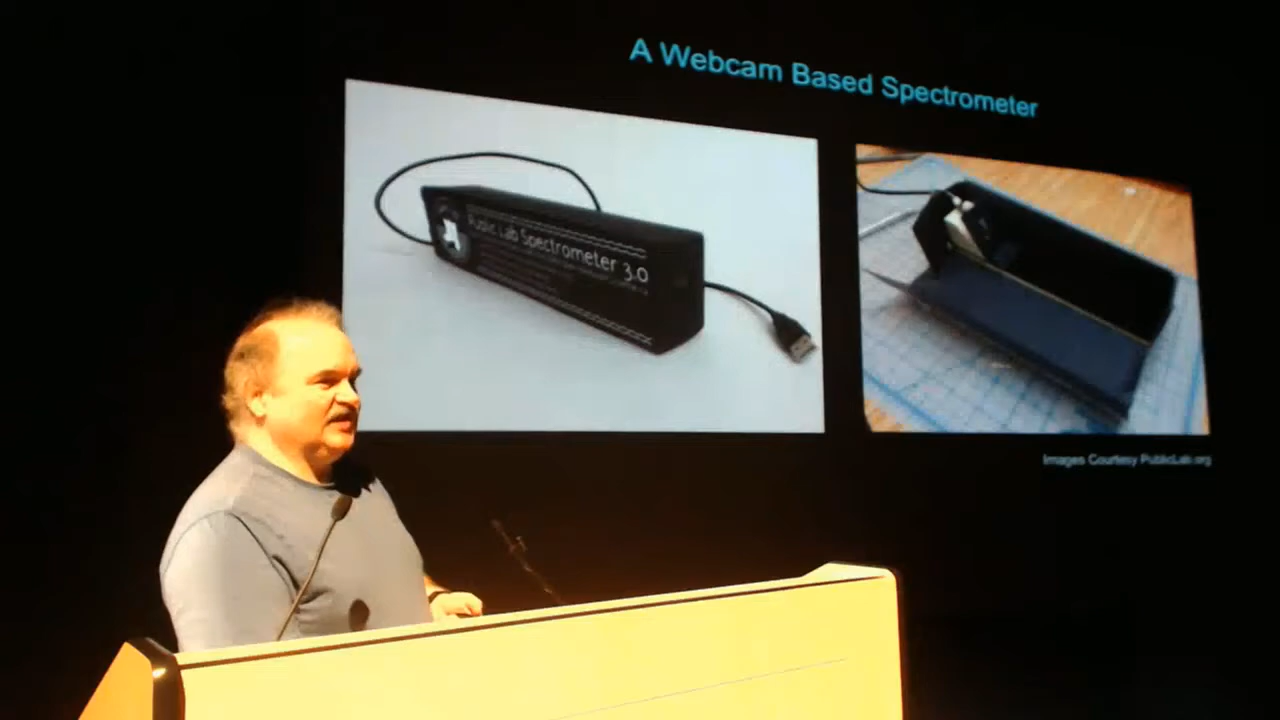 A Webcam Based Spectrometer
Public Lab Spectrometer 3.0
Images Courtesy PublicLab.org